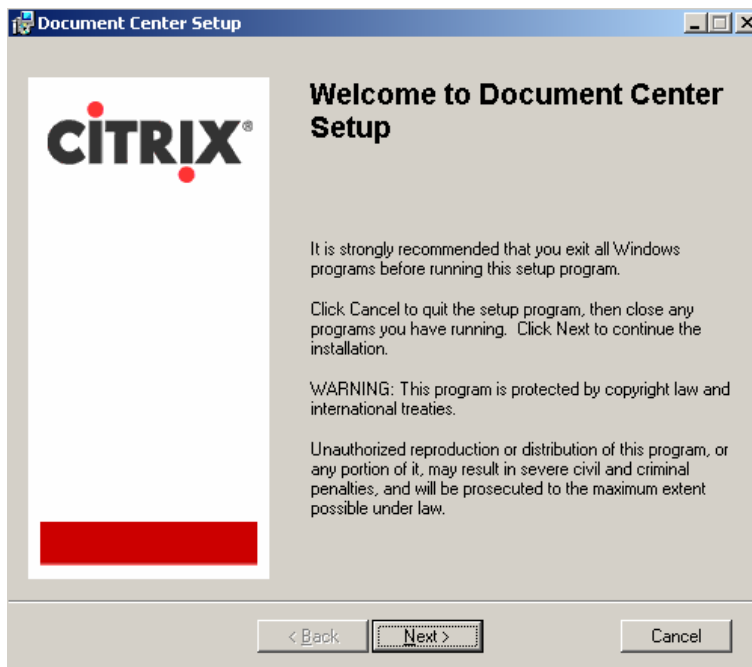 Document Center Setup
CiTRIX®
Welcome to Document Center
Setup
It is strongly recommended that you exit all Windows
programs before running this setup program.
Click Cancel to quit the setup program, then close any
programs you have running. Click Next to continue the
installation.
WARNING: This program is protected by copyright law and
international treaties.
Unauthorized reproduction or distribution of this program, or
any portion of it, may result in severe civil and criminal
penalties, and will be prosecuted to the maximum extent
possible under law.
< Back
Next >
Cancel